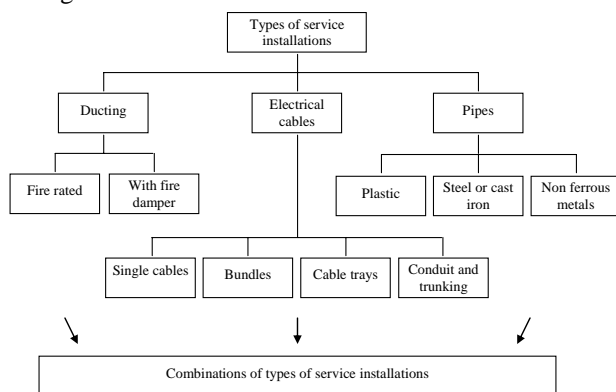 Types of service
installations
Ducting
Electrical
cables
Pipes
Fire rated
With fire
damper
Plastic
Steel or cast
iron
Non ferrous
metals
Single cables
Bundles
Cable trays
Conduit and
trunking
Combinations of types of service installations